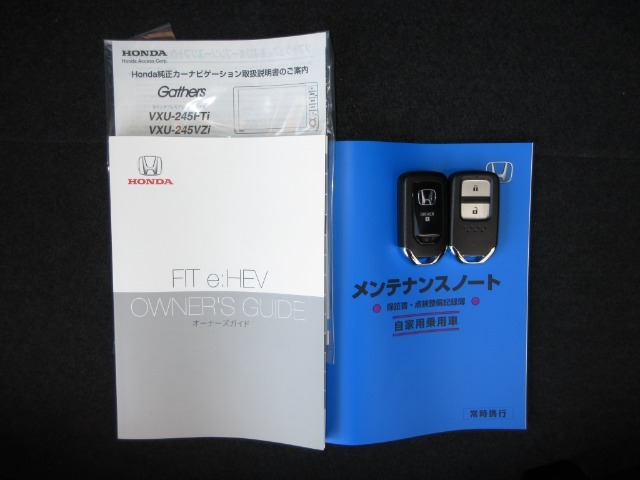 HONDA
Honda Access Corp.
Honda純正カーナビゲーション取扱説明書のご案内
Gathers
VXU-245FTi
VXU-245VZi
HONDA
FIT e:HEV
OWNER'S GUIDE
オーナーズガイド
メンテナンスノート
保証書・点検整備記録簿
自家用乗用車
常時携行